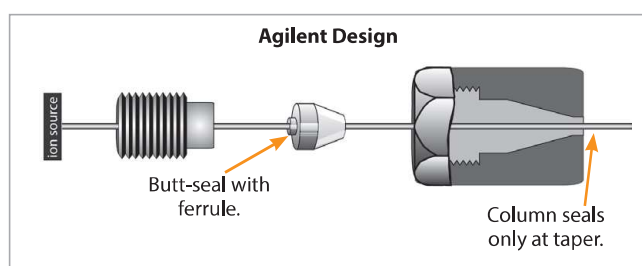 Agilent Design
ion source
Butt-seal with
ferrule.
Column seals
only at taper.